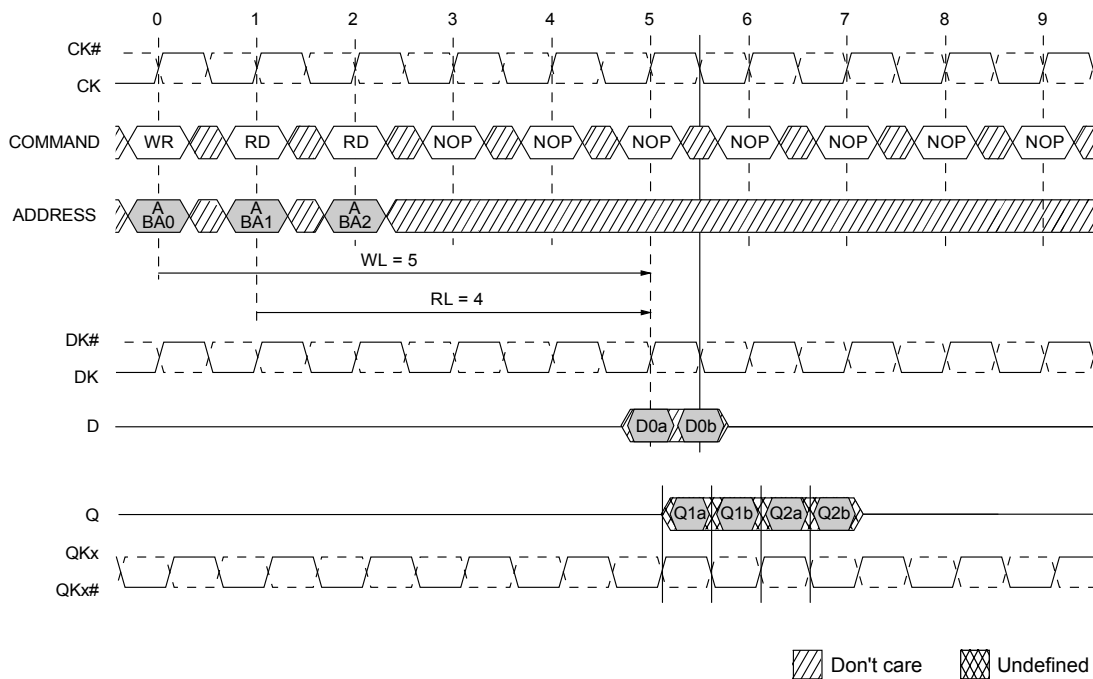 0 1 2 3 4 5 6 7 8 9
CK#
CK
COMMAND WR RD RD NOP NOP NOP NOP NOP NOP NOP
ADDRESS A BA0 A BA1 A BA2
WL = 5
RL = 4
DK#
DK
D D0a D0b
Q Q1a Q1b Q2a Q2b
QKx
QKx#
Don't care Undefined